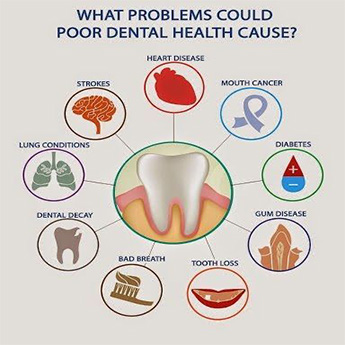 WHAT PROBLEMS COULD
POOR DENTAL HEALTH CAUSE?
HEART DISEASE
STROKES
MOUTH CANCER
LUNG CONDITIONS
DIABETES
DENTAL DECAY
GUM DISEASE
BAD BREATH
TOOTH LOSS